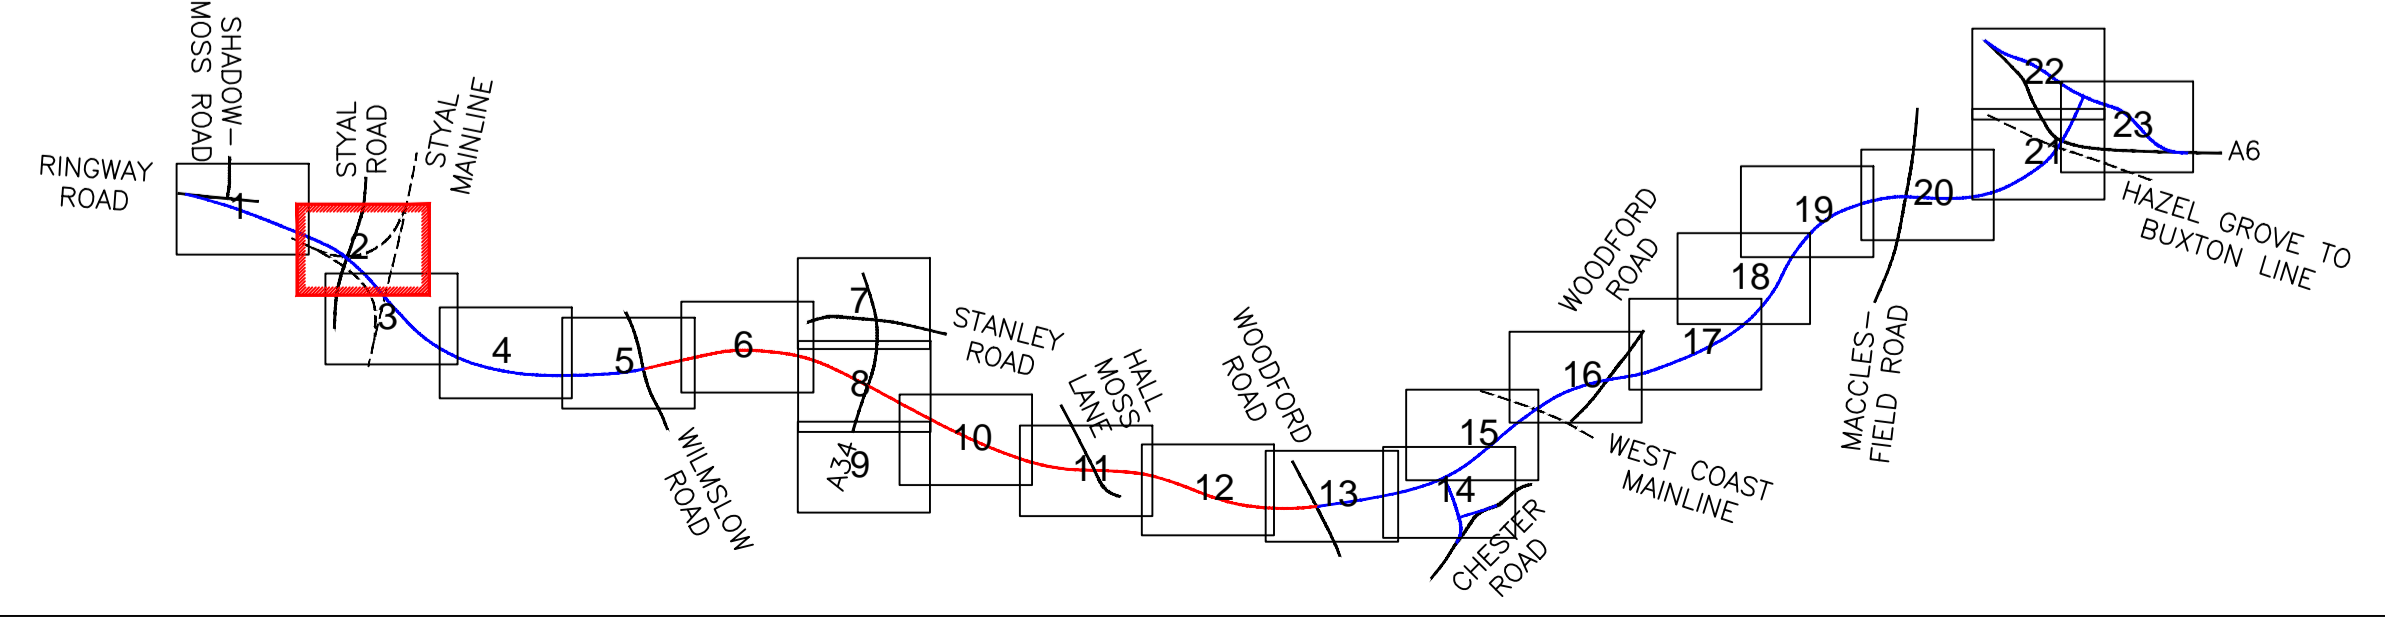 SHADOW-
MOSS ROAD
RINGWAY
ROAD
1
STYAL
ROAD
STYAL
MAINLINE
2
3
4
5
WILMSLOW
ROAD
6
7
STANLEY
ROAD
8
A34
9
10
HALL
MOSS
LANE
11
12
WOODFORD
ROAD
13
14
CHESTER
ROAD
15
WEST COAST
MAINLINE
16
WOODFORD
ROAD
17
18
19
MACCLES-
FIELD ROAD
20
21
22
23
A6
HAZEL GROVE TO
BUXTON LINE